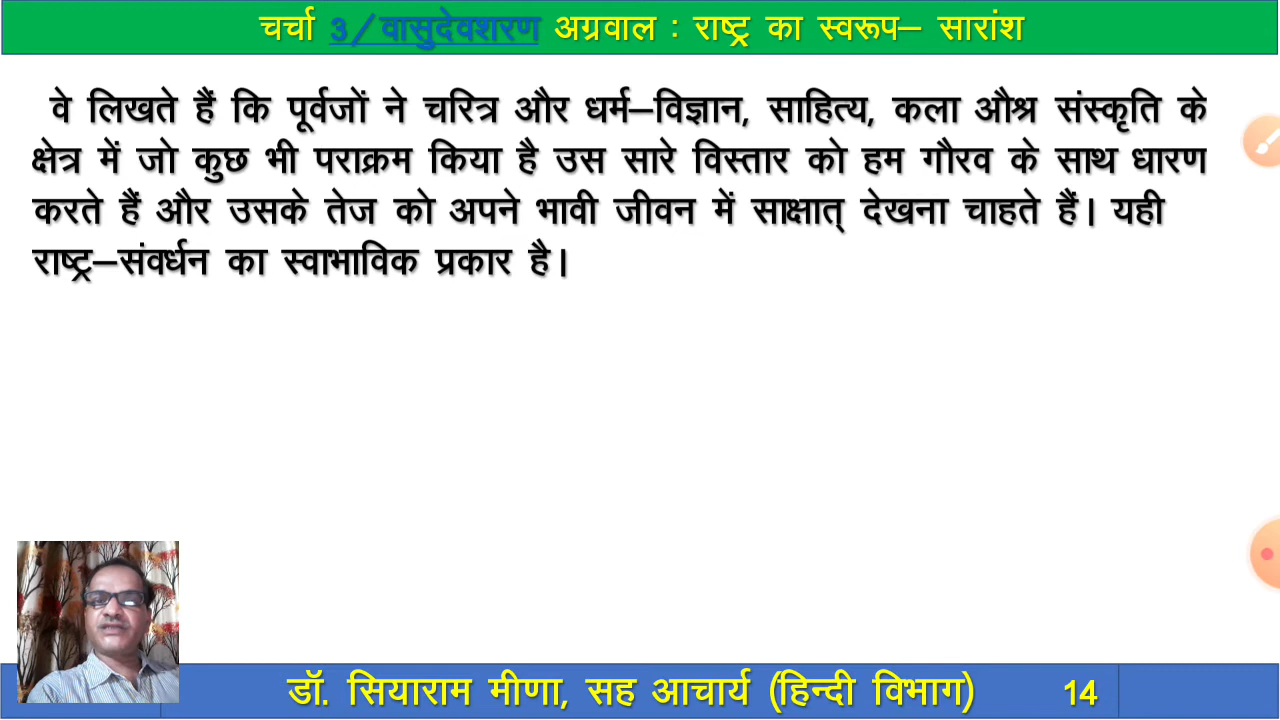 चर्चा 3/वासुदेवशरण अग्रवाल : राष्ट्र का स्वरूप– सारांश
वे लिखते हैं कि पूर्वजों ने चरित्र और धर्म–विज्ञान, साहित्य, कला औश्र संस्कृति के
क्षेत्र में जो कुछ भी पराक्रम किया है उस सारे विस्तार को हम गौरव के साथ धारण
करते हैं और उसके तेज को अपने भावी जीवन में साक्षात् देखना चाहते हैं। यही
राष्ट्र–संवर्धन का स्वाभाविक प्रकार है।
डॉ. सियाराम मीणा, सह आचार्य (हिन्दी विभाग) 14